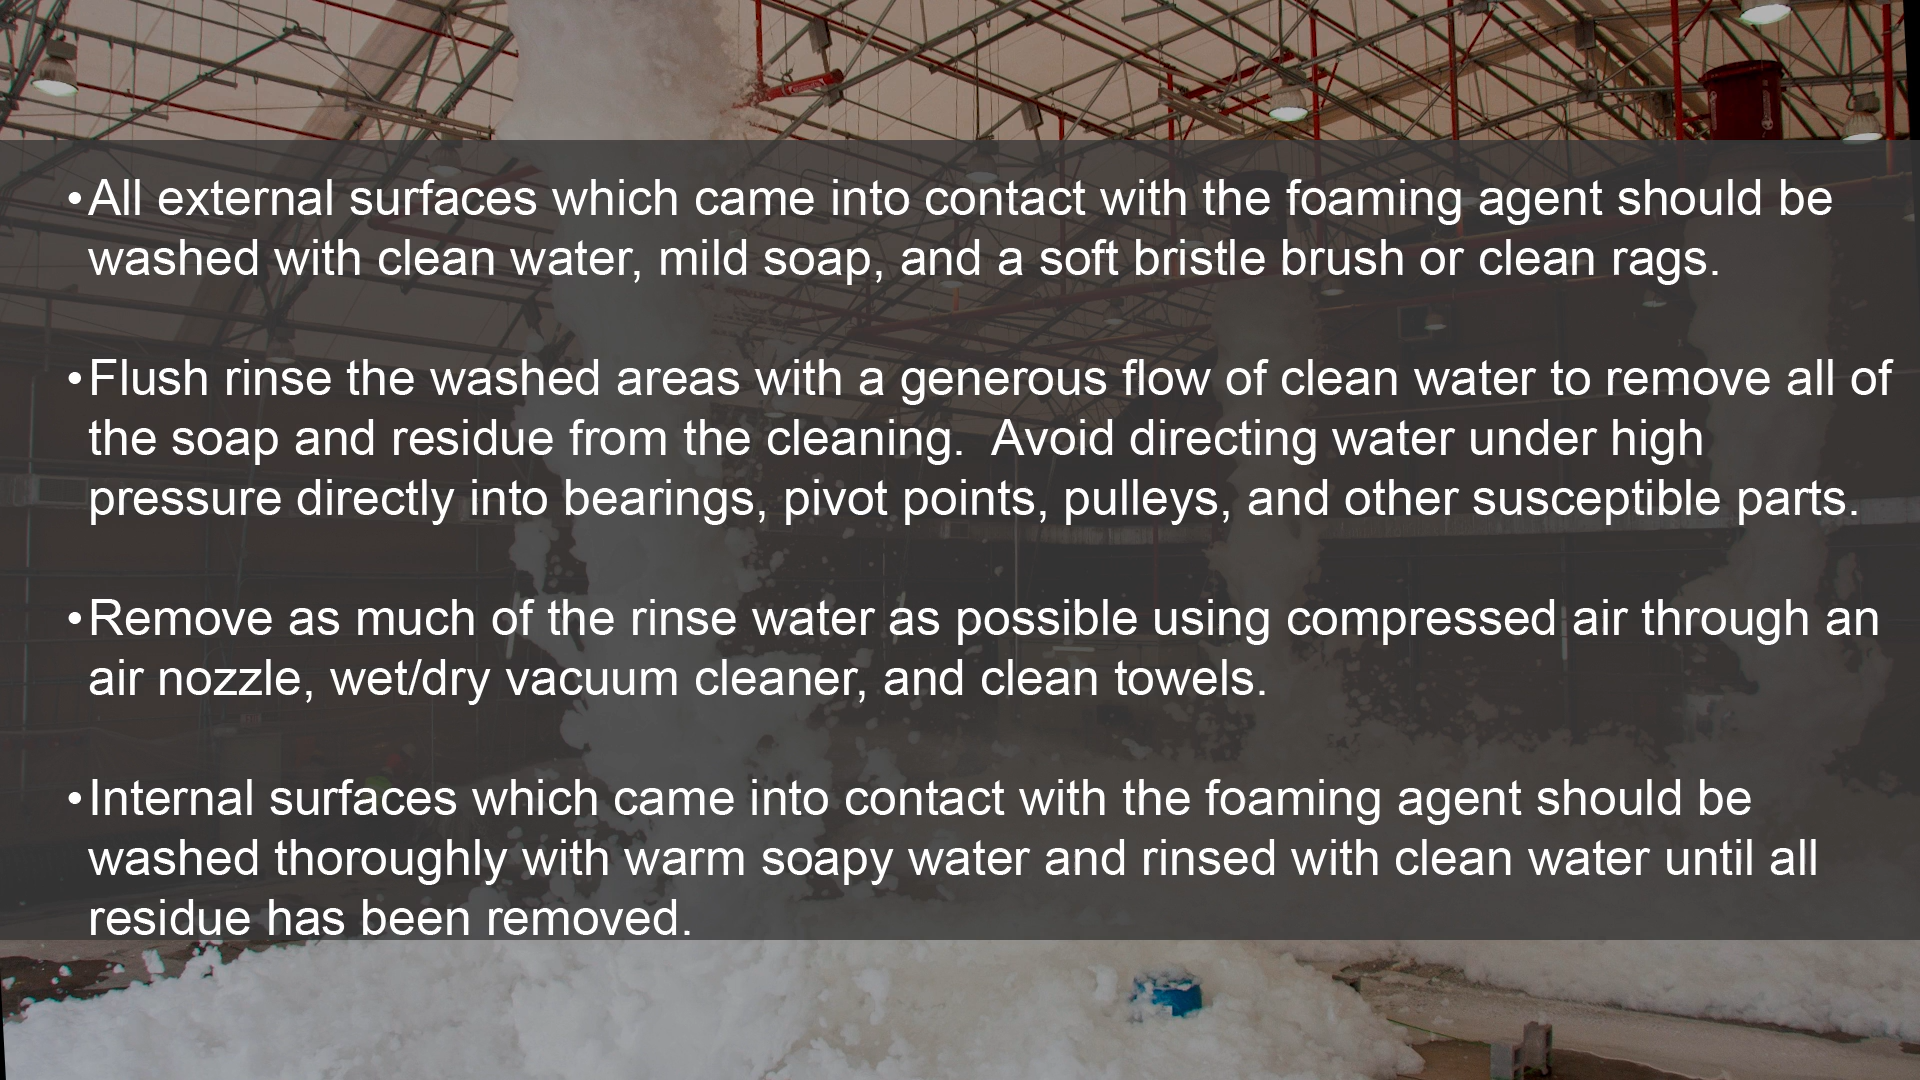 •All external surfaces which came into contact with the foaming agent should be
washed with clean water, mild soap, and a soft bristle brush or clean rags.
•Flush rinse the washed areas with a generous flow of clean water to remove all of
the soap and residue from the cleaning.  Avoid directing water under high
pressure directly into bearings, pivot points, pulleys, and other susceptible parts.
•Remove as much of the rinse water as possible using compressed air through an
air nozzle, wet/dry vacuum cleaner, and clean towels.
•Internal surfaces which came into contact with the foaming agent should be
washed thoroughly with warm soapy water and rinsed with clean water until all
residue has been removed.